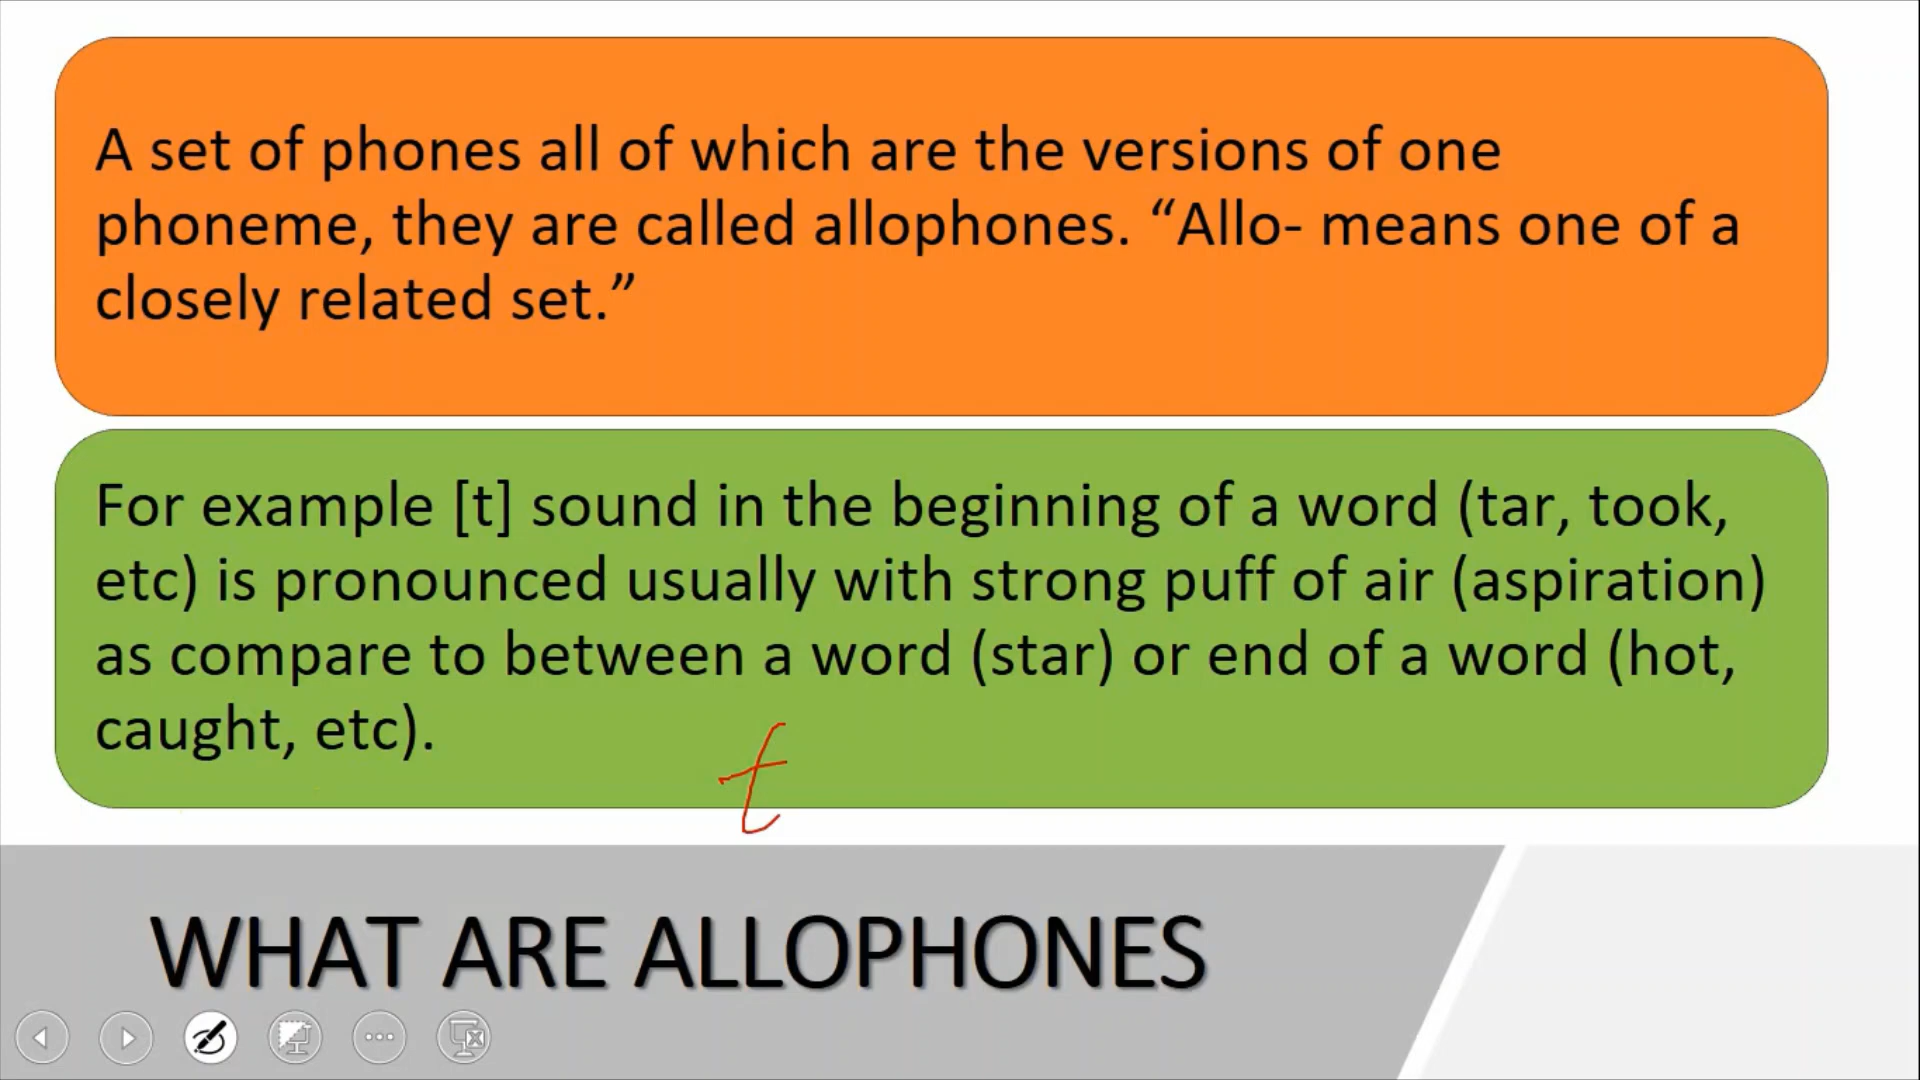 A set of phones all of which are the versions of one
phoneme, they are called allophones. “Allo- means one of a
closely related set.”
For example [t] sound in the beginning of a word (tar, took,
etc) is pronounced usually with strong puff of air (aspiration)
as compare to between a word (star) or end of a word (hot,
caught, etc).
t
WHAT ARE ALLOPHONES